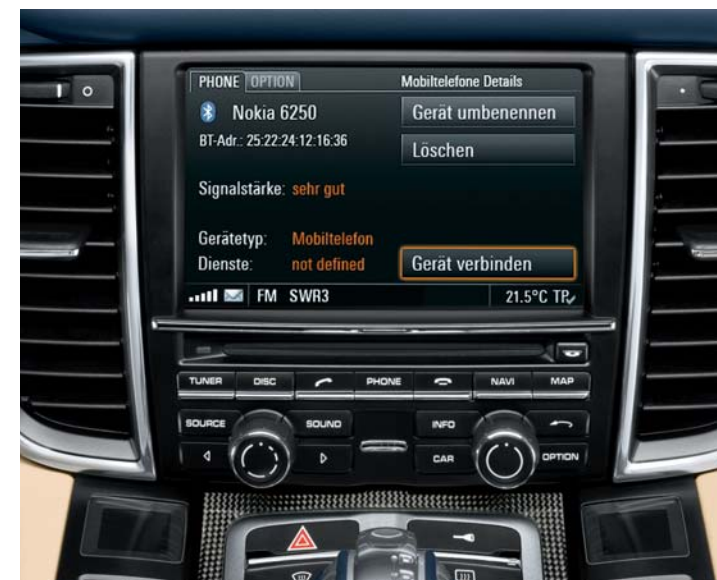 PHONE OPTION Mobiltelefone Details
Nokia 6250 Gerät umbenennen
BT-Adr.: 25:22:24:12:16:36 Löschen
Signalstärke: sehr gut
Gerätetyp: Mobiltelefon
Dienste: not defined Gerät verbinden
FM SWR3 21.5°C TP
TUNER DISC PHONE NAVI MAP
SOURCE SOUND INFO
CAR OPTION